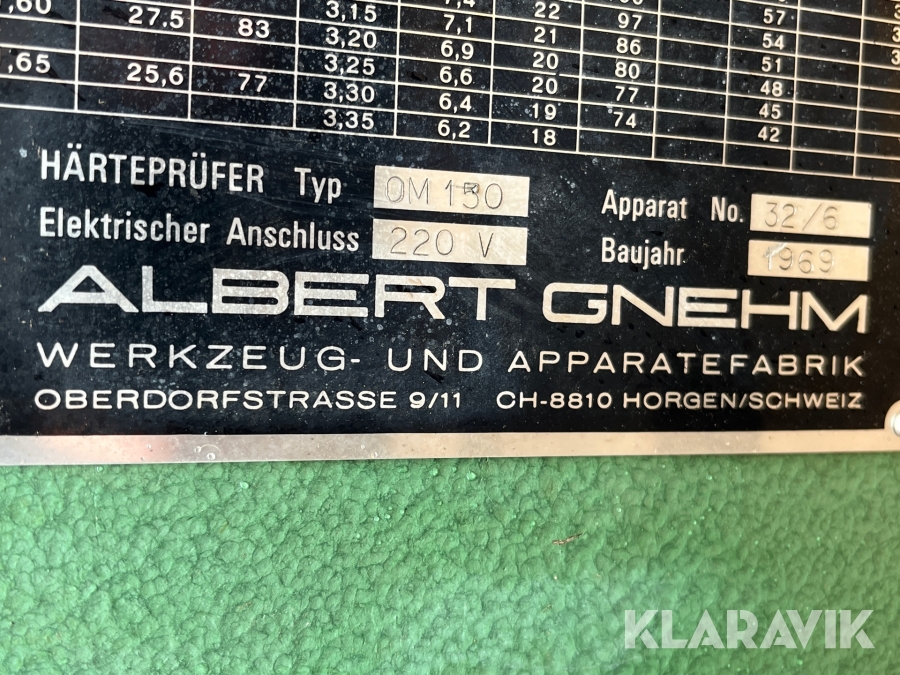 ,60 27.5 3,15 7,4 22 97 57
83 3,20 7,1 21 86 54
,65 3,25 6,9 20 80 51
25,6 77 3,30 6,6 20 77 48
3,35 6,4 19 74 45
6,2 18 42
HÄRTEPRÜFER Typ OM 150 Apparat No. 32/6
Elektrischer Anschluss 220 V Baujahr 1969
ALBERT GNEHM
WERKZEUG- UND APPARATEFABRIK
OBERDORFSTRASSE 9/11 CH-8810 HORGEN/SCHWEIZ
KLARAVIK